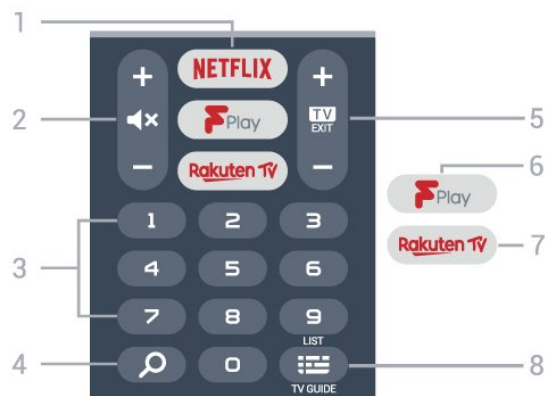 1
NETFLIX
+
+
2
F Play
TV
EXIT
5
-
-
6
F Play
Rakuten TV
Rakuten TV
7
1 2 3
3
4 5 6
7 8 9
LIST
4
0
8
TV GUIDE